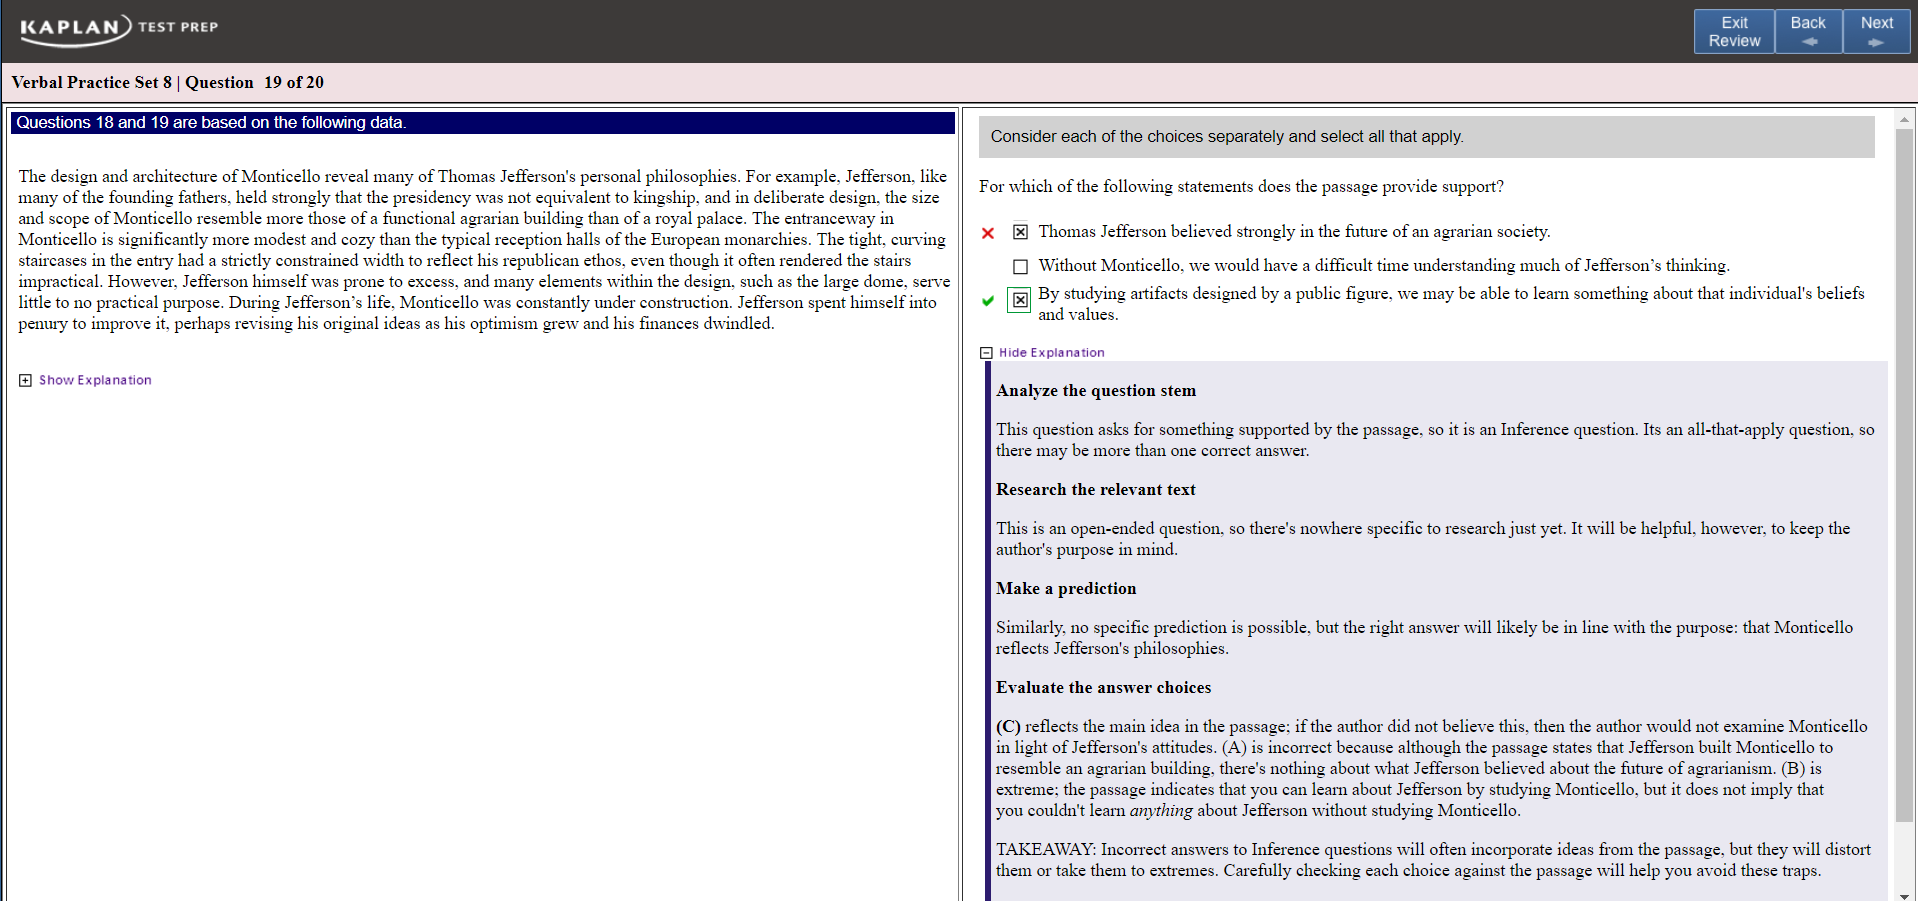 KAPLAN TEST PREP
Exit
Review
Back
Next
Verbal Practice Set 8 | Question 19 of 20
Questions 18 and 19 are based on the following data.
The design and architecture of Monticello reveal many of Thomas Jefferson's personal philosophies. For example, Jefferson, like
many of the founding fathers, held strongly that the presidency was not equivalent to kingship, and in deliberate design, the size
and scope of Monticello resemble more those of a functional agrarian building than of a royal palace. The entranceway in
Monticello is significantly more modest and cozy than the typical reception halls of the European monarchies. The tight, curving
staircases in the entry had a strictly constrained width to reflect his republican ethos, even though it often rendered the stairs
impractical. However, Jefferson himself was prone to excess, and many elements within the design, such as the large dome, serve
little to no practical purpose. During Jefferson’s life, Monticello was constantly under construction. Jefferson spent himself into
penury to improve it, perhaps revising his original ideas as his optimism grew and his finances dwindled.
Show Explanation
Consider each of the choices separately and select all that apply.
For which of the following statements does the passage provide support?
Thomas Jefferson believed strongly in the future of an agrarian society.
Without Monticello, we would have a difficult time understanding much of Jefferson’s thinking.
By studying artifacts designed by a public figure, we may be able to learn something about that individual's beliefs
and values.
Hide Explanation
Analyze the question stem
This question asks for something supported by the passage, so it is an Inference question. Its an all-that-apply question, so
there may be more than one correct answer.
Research the relevant text
This is an open-ended question, so there's nowhere specific to research just yet. It will be helpful, however, to keep the
author's purpose in mind.
Make a prediction
Similarly, no specific prediction is possible, but the right answer will likely be in line with the purpose: that Monticello
reflects Jefferson's philosophies.
Evaluate the answer choices
(C) reflects the main idea in the passage; if the author did not believe this, then the author would not examine Monticello
in light of Jefferson's attitudes. (A) is incorrect because although the passage states that Jefferson built Monticello to
resemble an agrarian building, there's nothing about what Jefferson believed about the future of agrarianism. (B) is
extreme; the passage indicates that you can learn about Jefferson by studying Monticello, but it does not imply that
you couldn't learn anything about Jefferson without studying Monticello.
TAKEAWAY: Incorrect answers to Inference questions will often incorporate ideas from the passage, but they will distort
them or take them to extremes. Carefully checking each choice against the passage will help you avoid these traps.